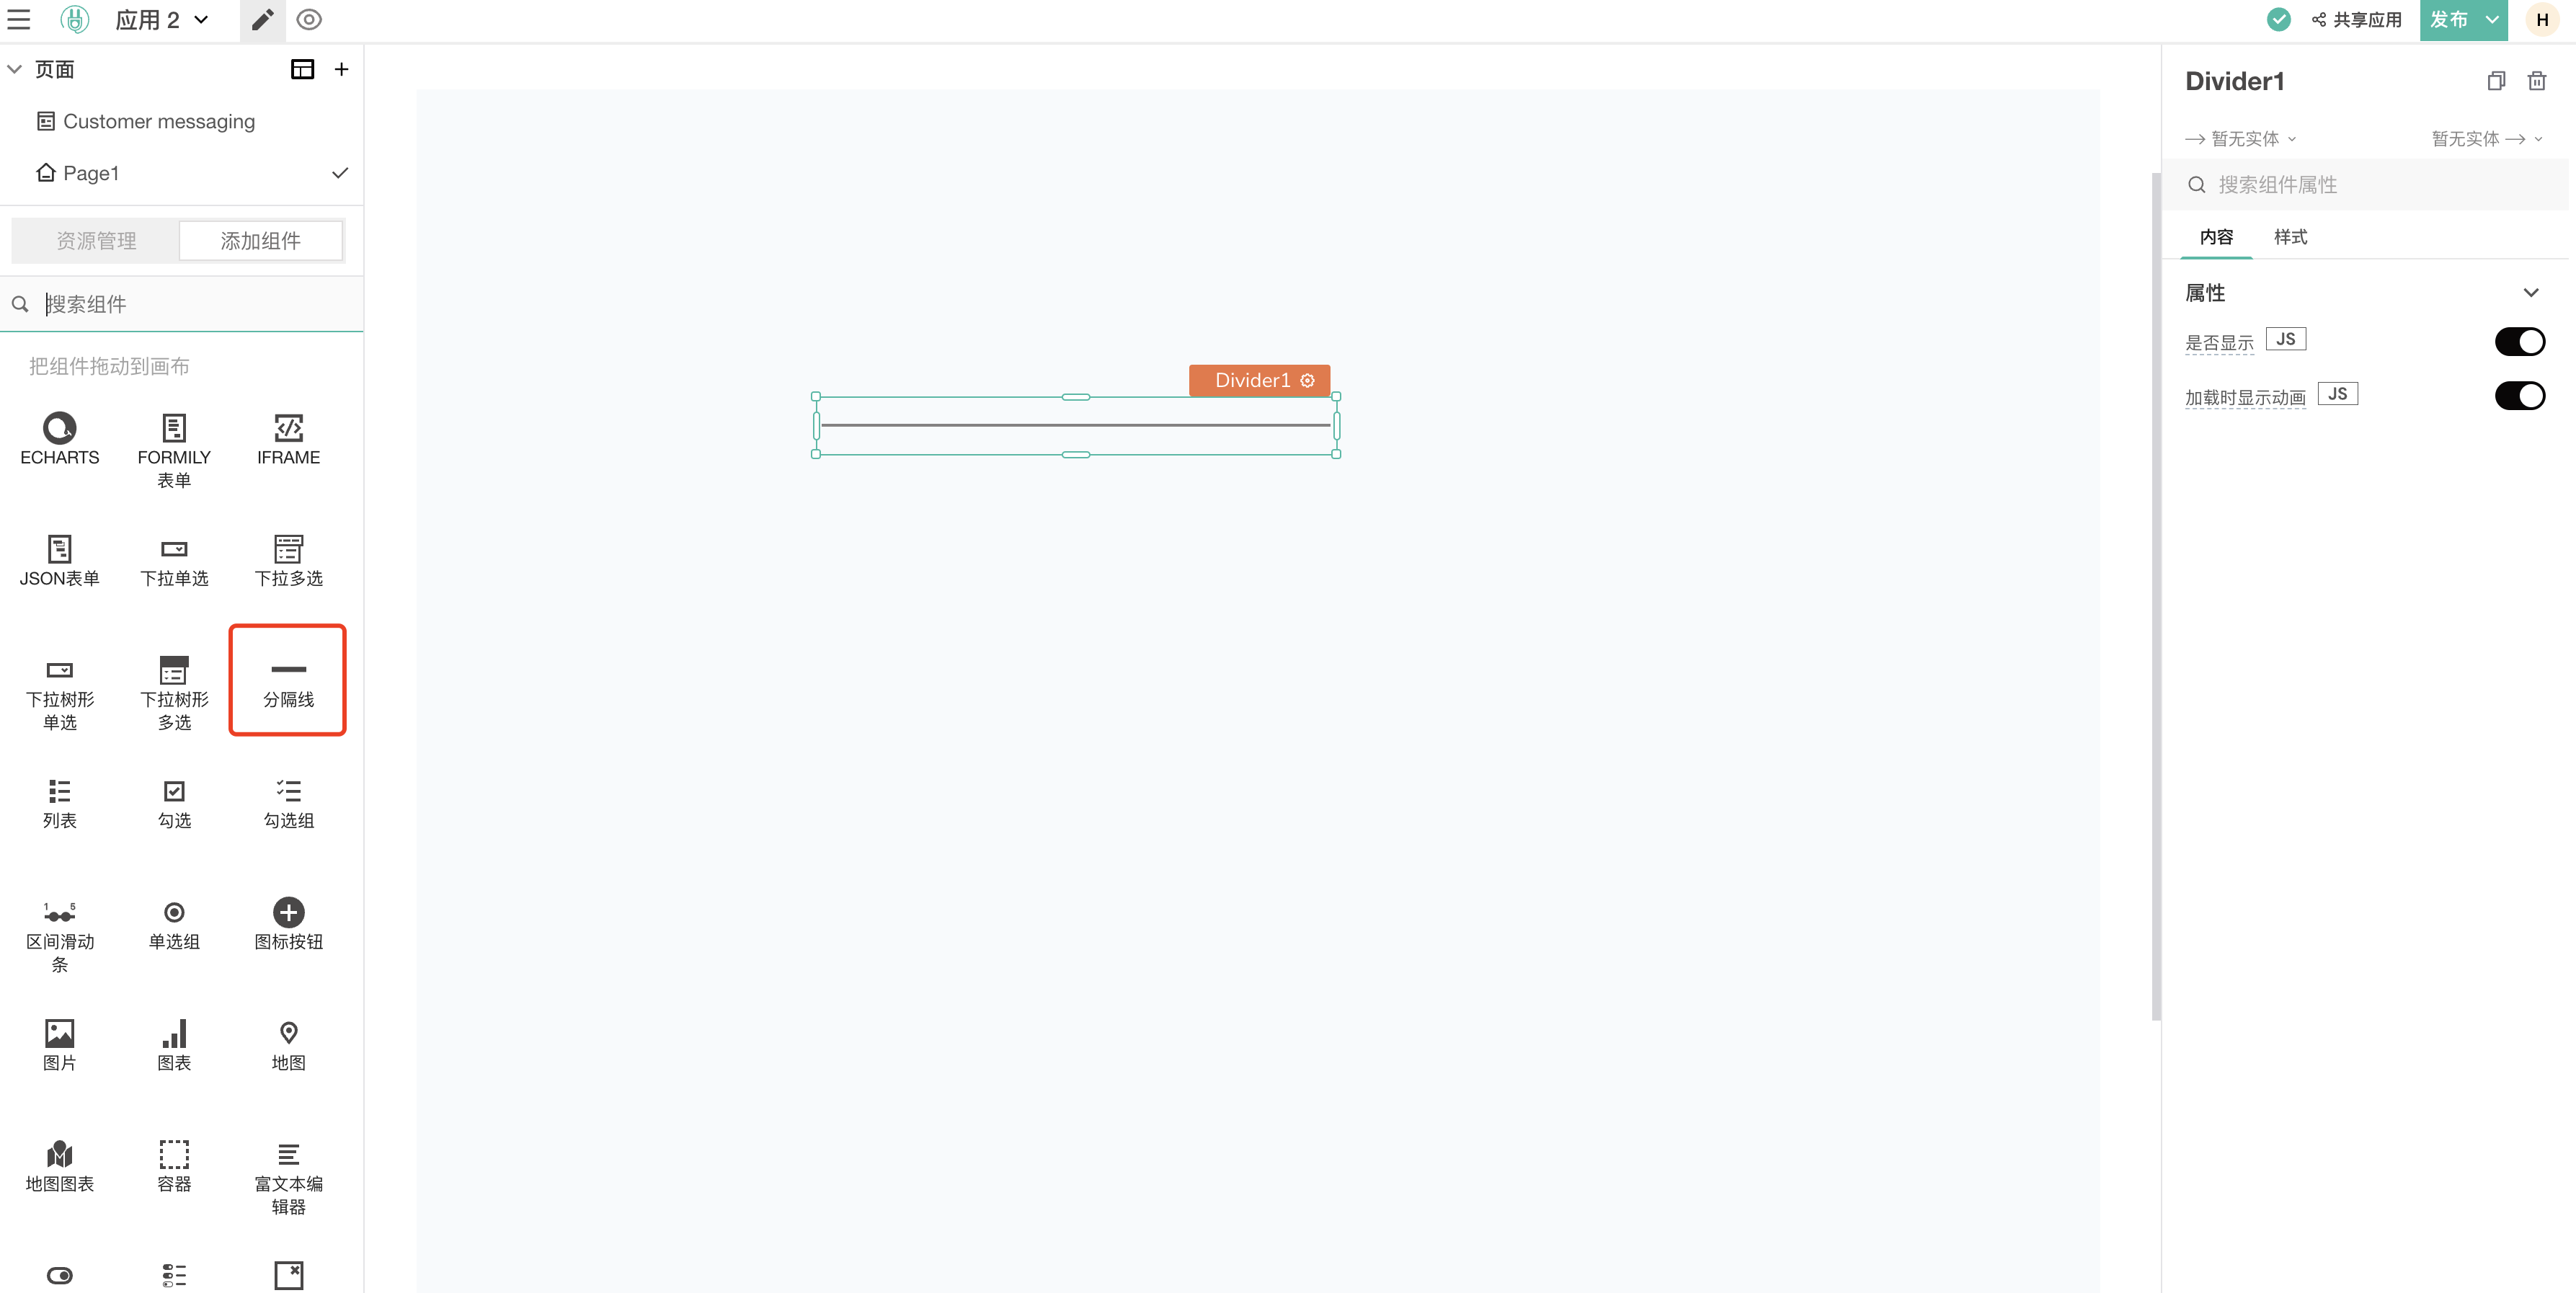 应用 2
共享应用
发布
H
页面
Customer messaging
Page1
资源管理
添加组件
搜索组件
把组件拖动到画布
ECHARTS
FORMILY
表单
IFRAME
JSON表单
下拉单选
下拉多选
下拉树形
单选
下拉树形
多选
分隔线
列表
勾选
勾选组
1 5
区间滑动
条
单选组
图标按钮
图片
图表
地图
地图图表
容器
富文本编
辑器
Divider1
Divider1
暂无实体
暂无实体
搜索组件属性
内容
样式
属性
是否显示 JS
加载时显示动画 JS